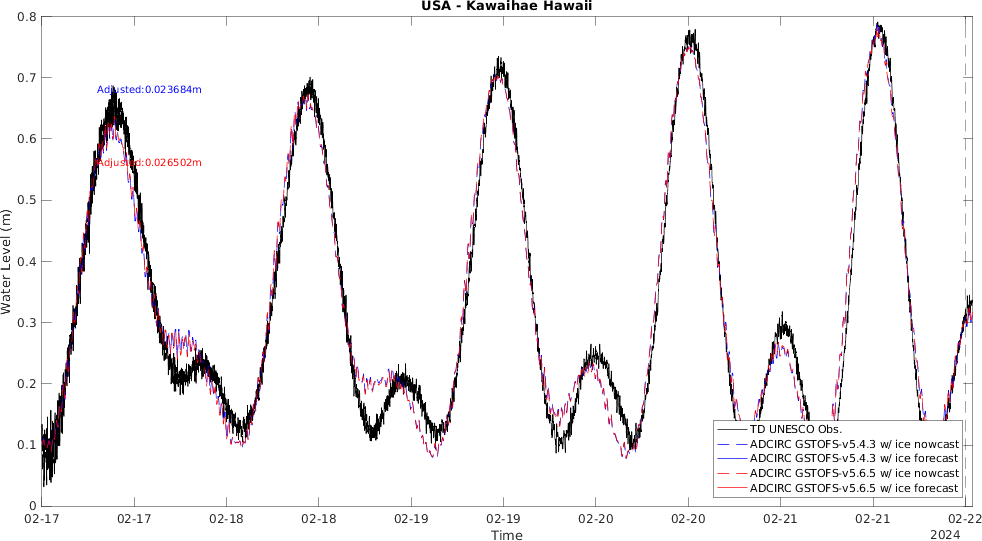 USA - Kawaihae Hawaii
0.8
0.7
0.6
0.5
0.4
0.3
0.2
0.1
0
Water Level (m)
Adjusted:0.023684m
Adjusted:0.026502m
TD UNESCO Obs.
ADCIRC GSTOFS-v5.4.3 w/ ice nowcast
ADCIRC GSTOFS-v5.4.3 w/ ice forecast
ADCIRC GSTOFS-v5.6.5 w/ ice nowcast
ADCIRC GSTOFS-v5.6.5 w/ ice forecast
02-17 02-17 02-18 02-18 02-19 02-19 02-20 02-20 02-21 02-21 02-22
Time
2024